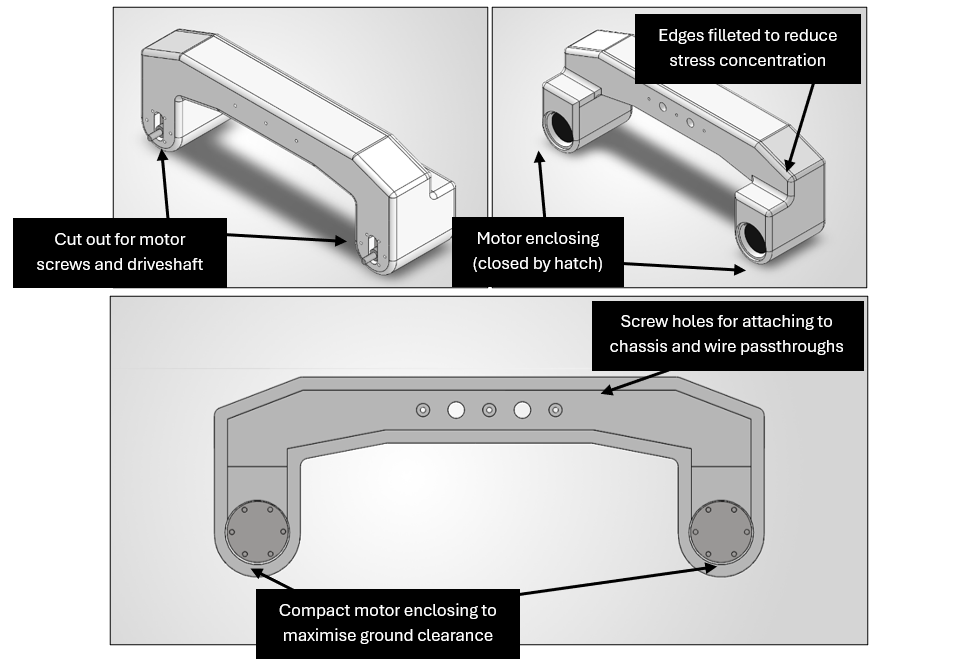 Edges filleted to reduce
stress concentration
Cut out for motor
screws and driveshaft
Motor enclosing
(closed by hatch)
Screw holes for attaching to
chassis and wire passthroughs
Compact motor enclosing to
maximise ground clearance